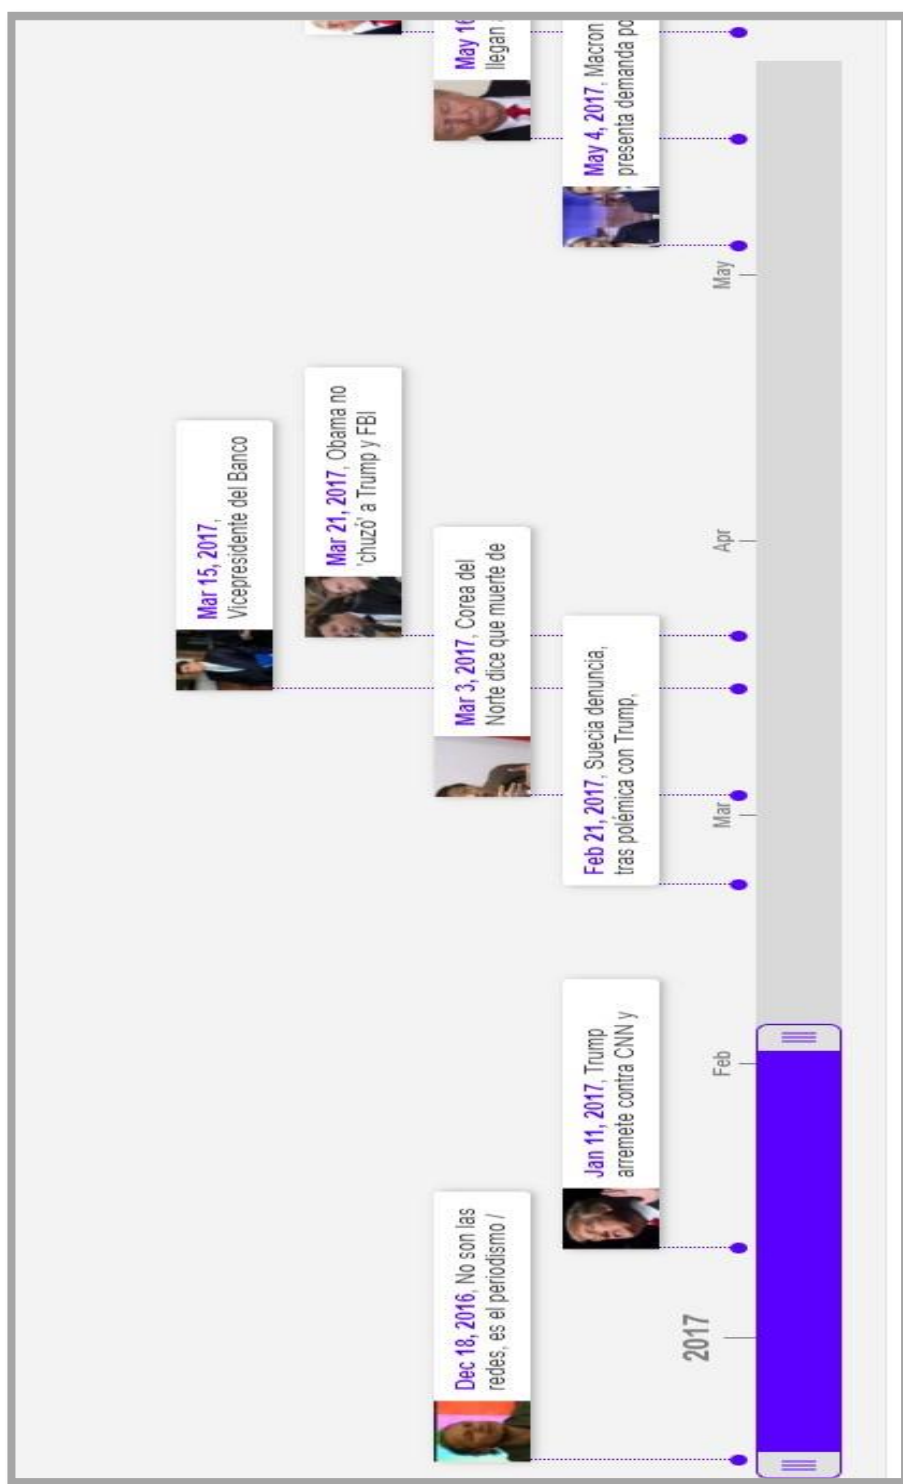 Dec 18, 2016, No son las
redes, es el periodismo /
Jan 11, 2017, Trump
arremete contra CNN y
Feb 21, 2017, Suecia denuncia,
tras polémica con Trump,
Mar 3, 2017, Corea del
Norte dice que muerte de
Mar 15, 2017,
Vicepresidente del Banco
Mar 21, 2017, Obama no
'chuzó' a Trump y FBI
May 4, 2017, Macron
presenta demanda po
May 16
llegan
2017
Feb
Mar
Apr
May